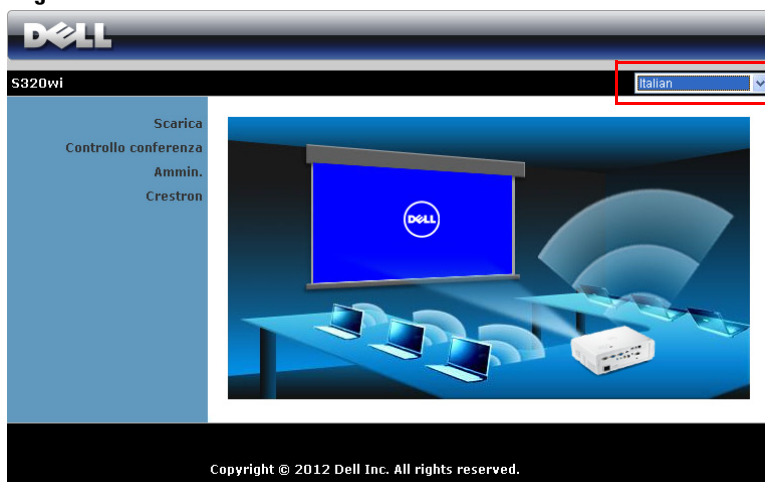 DELL
S320wi
Italian
Scarica
Controllo conferenza
Ammin.
Crestron
DELL
Copyright © 2012 Dell Inc. All rights reserved.